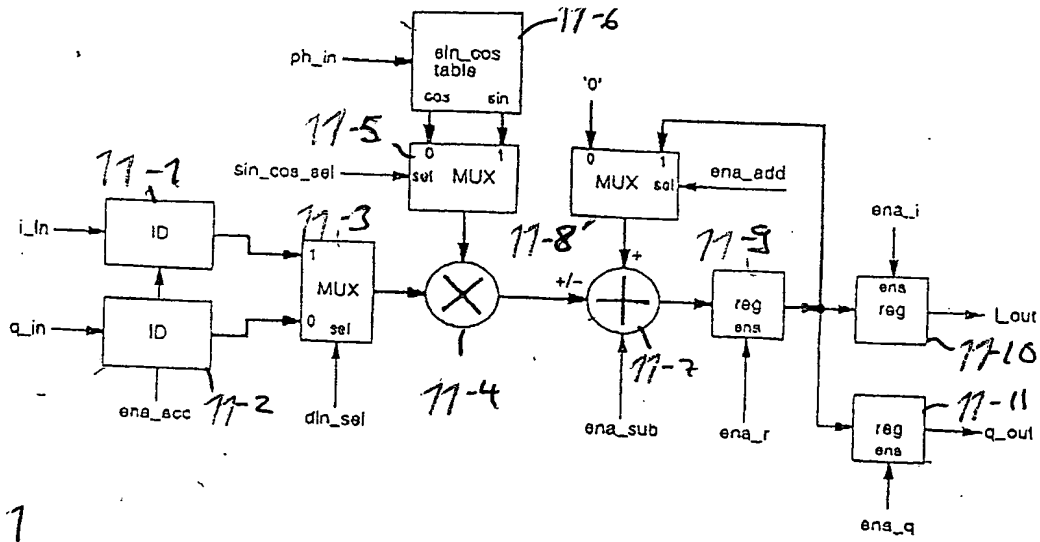 11-6
ph_in
sin_cos
table
cos sin
'0'
11-5
0 1
sel MUX
sin_cos_sel
0 1
MUX sel
ena_add
ena_i
11-1
i_in
ID
11-3
1
MUX
0
sel
11-8'
+
+/-
11-9
reg
ena
ena
reg
I_out
11-10
q_in
ID
ena_acc
11-2
din_sel
11-4
11-7
ena_sub
ena_r
11-11
reg
ena
q_out
ena_q
1